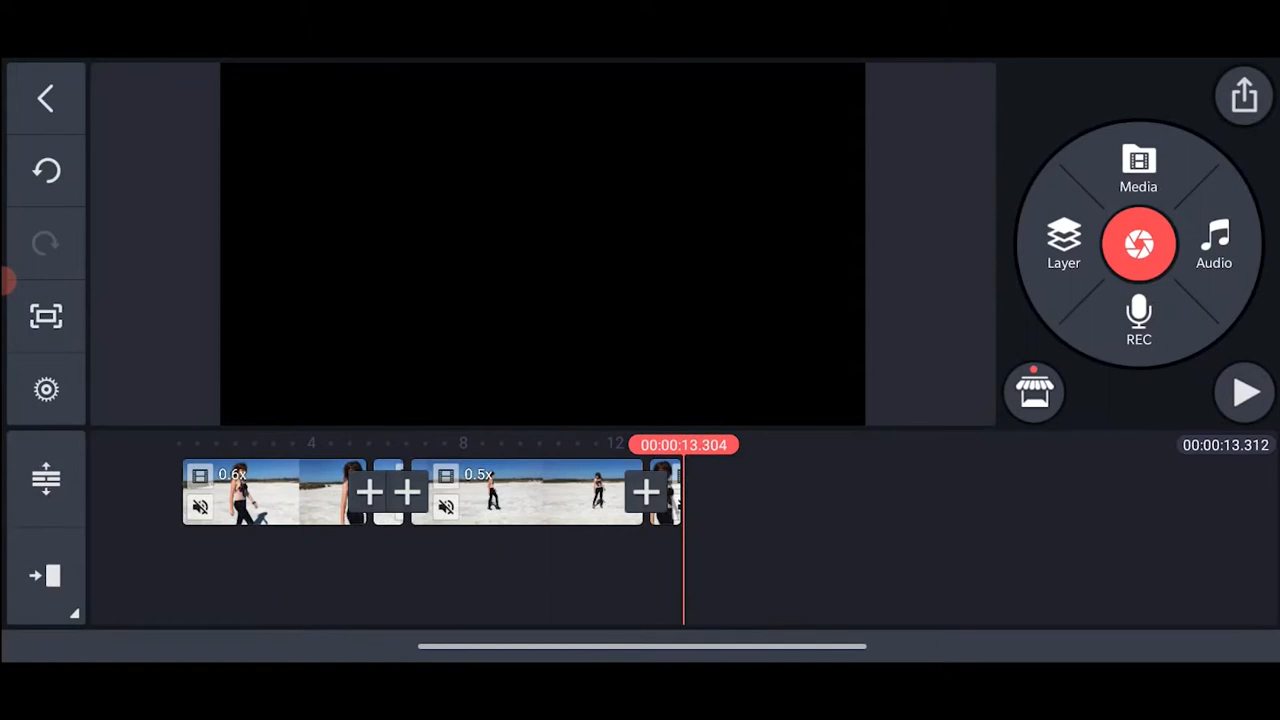 Media
Layer
Audio
REC
4
8
12
00:00:13.304
00:00:13.312
0.6x
0.5x